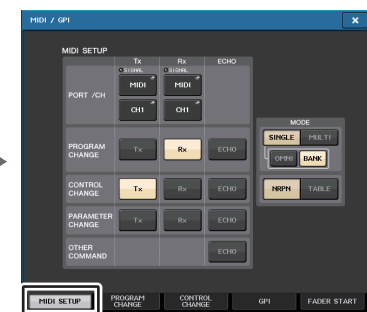 MIDI / GPI
MIDI SETUP
Tx Rx ECHO
SIGNAL SIGNAL
PORT /CH MIDI MIDI
CH1 CH1
PROGRAM CHANGE Tx Rx ECHO
CONTROL CHANGE Tx Rx ECHO
PARAMETER CHANGE Tx Rx ECHO
OTHER COMMAND ECHO
MODE
SINGLE MULTI
OMNI BANK
NRPN TABLE
MIDI SETUP PROGRAM CHANGE CONTROL CHANGE GPI FADER START